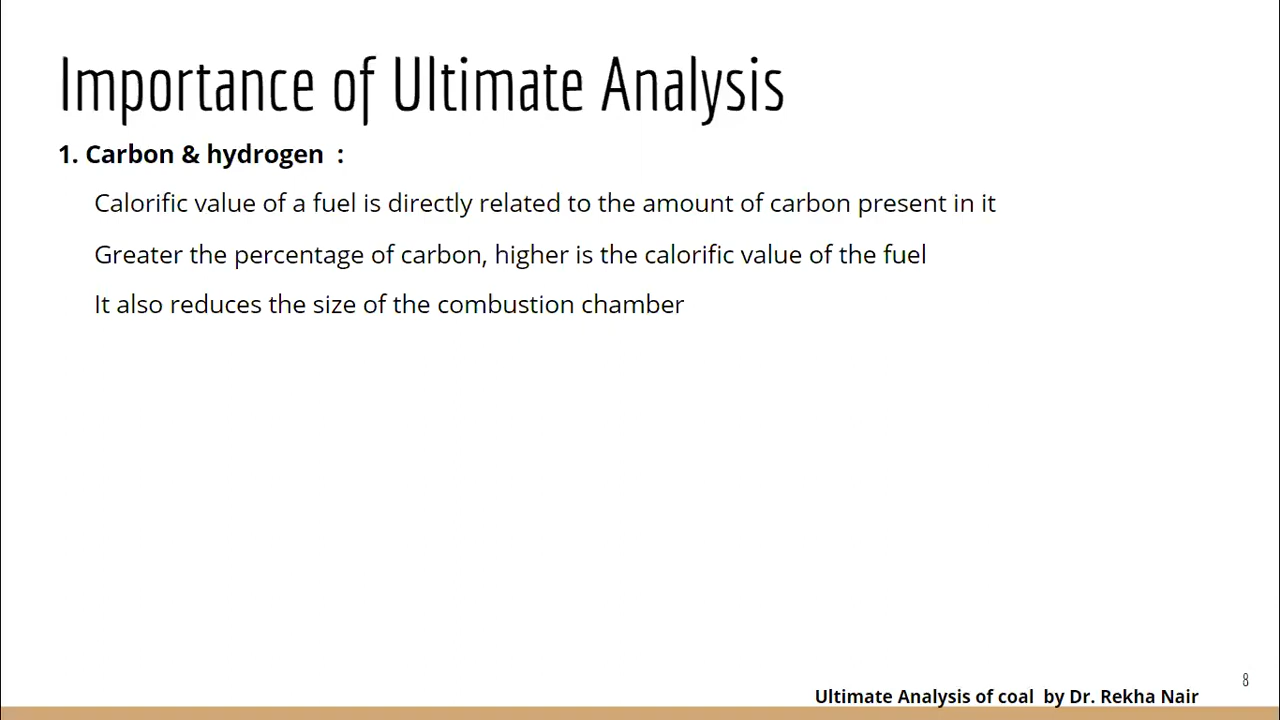 Importance of Ultimate Analysis
1. Carbon & hydrogen :
Calorific value of a fuel is directly related to the amount of carbon present in it
Greater the percentage of carbon, higher is the calorific value of the fuel
It also reduces the size of the combustion chamber
8
Ultimate Analysis of coal by Dr. Rekha Nair